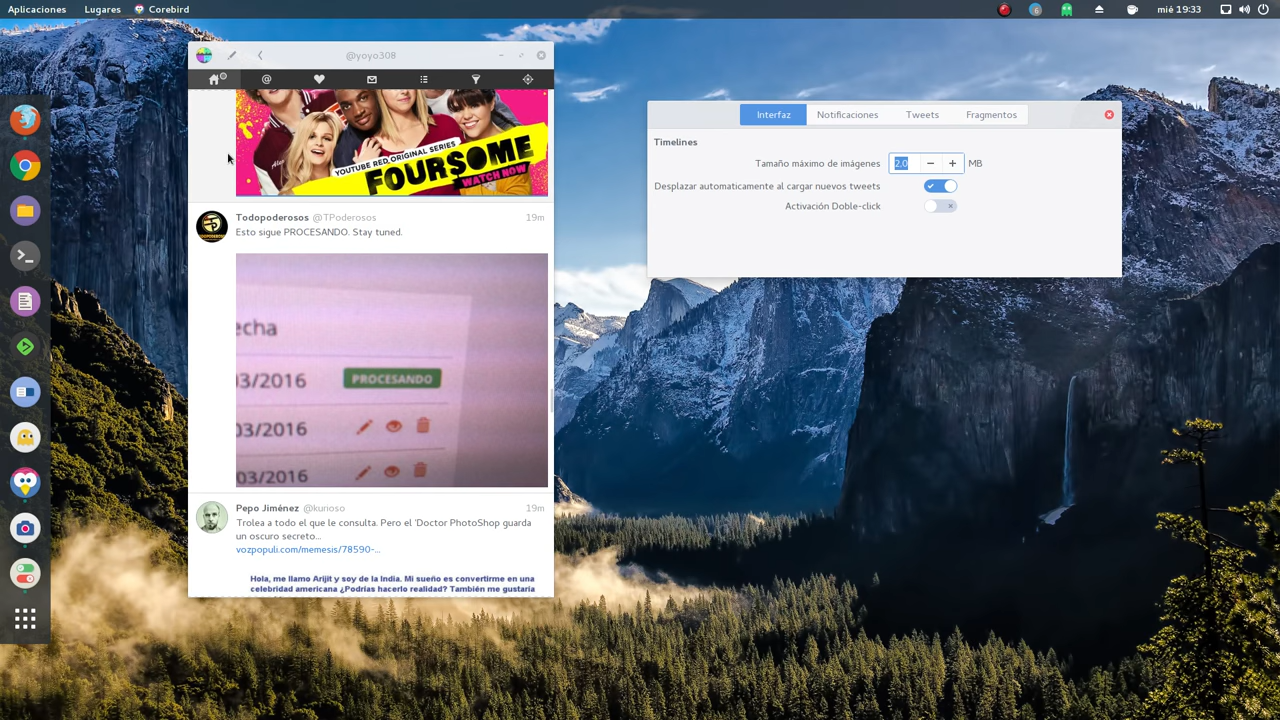 Aplicaciones Lugares Corebird
6
mié 19:33
@yoyo308
@
YOUTUBE RED ORIGINAL SERIES
FOURSOME
WATCH NOW
Todopoderosos @TPoderosos 19m
Esto sigue PROCESANDO. Stay tuned.
echa
03/2016 PROCESANDO
03/2016
03/2016
Pepo Jiménez @kurioso 19m
Trolea a todo el que le consulta. Pero el 'Doctor PhotoShop guarda
un oscuro secreto...
vozpopuli.com/memesis/78590-...
Hola, me llamo Arijit y soy de la India. Mi sueño es convertirme en una
celebridad americana ¿Podrías hacerlo realidad? También me gustaría
Interfaz Notificaciones Tweets Fragmentos
Timelines
Tamaño máximo de imágenes 2,0 − + MB
Desplazar automaticamente al cargar nuevos tweets
Activación Doble-click